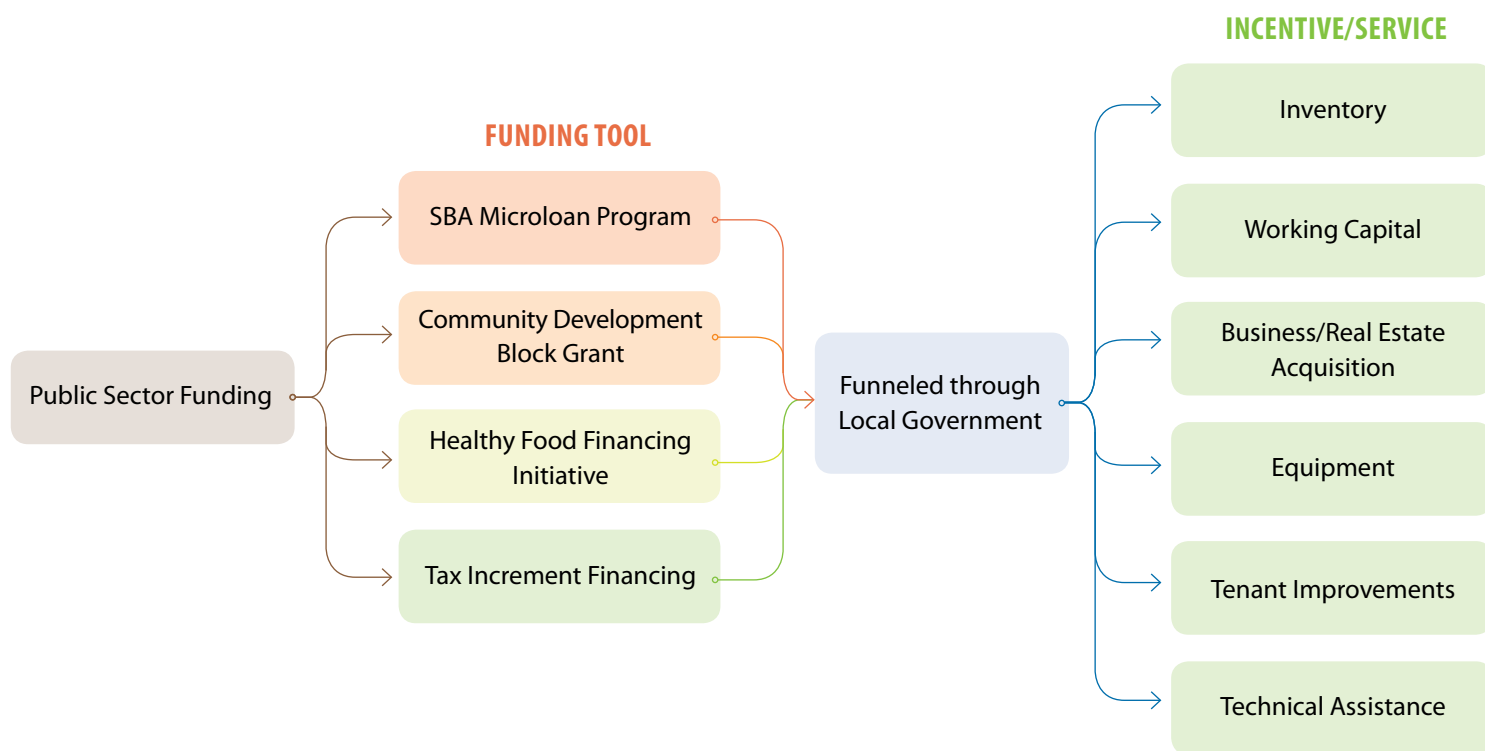 INCENTIVE/SERVICE
FUNDING TOOL
Public Sector Funding
SBA Microloan Program
Community Development
Block Grant
Healthy Food Financing
Initiative
Tax Increment Financing
Funneled through
Local Government
Inventory
Working Capital
Business/Real Estate
Acquisition
Equipment
Tenant Improvements
Technical Assistance